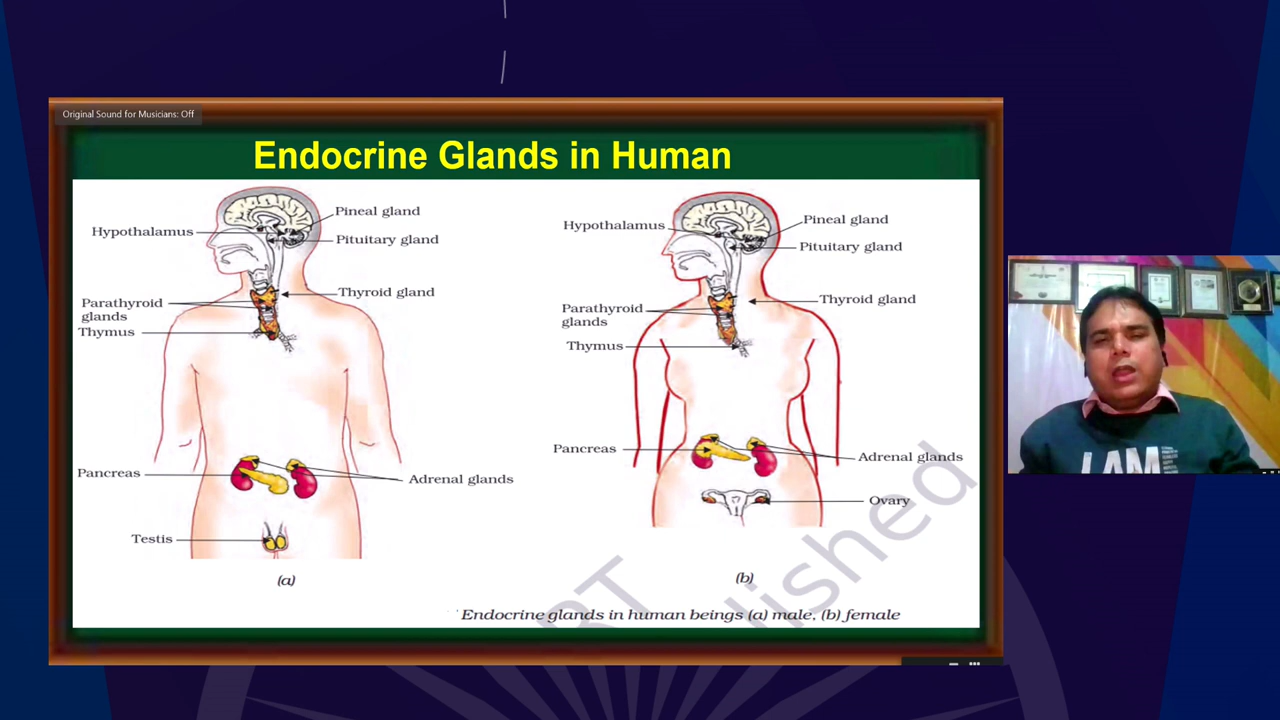 Original Sound for Musicians: Off
Endocrine Glands in Human
Pineal gland
Hypothalamus
Pituitary gland
Thyroid gland
Parathyroid
glands
Thymus
Pancreas
Adrenal glands
Testis
(a)
Pineal gland
Hypothalamus
Pituitary gland
Thyroid gland
Parathyroid
glands
Thymus
Pancreas
Adrenal glands
Ovary
(b)
Endocrine glands in human beings (a) male, (b) female
I AM